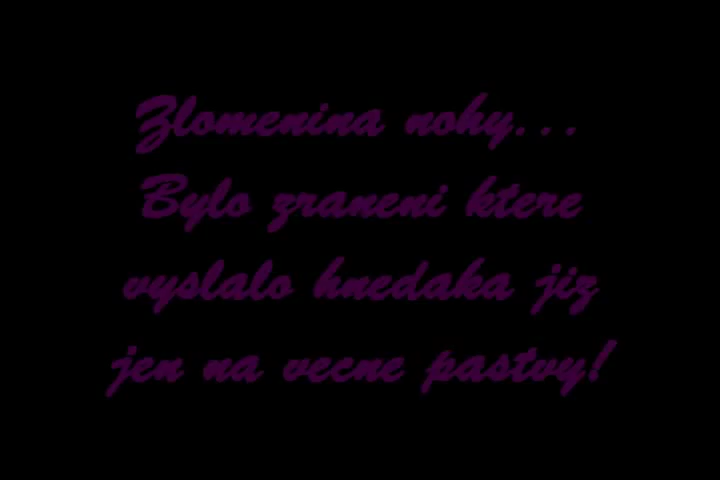 Zlomenina nohy...
Bylo zraneni ktere
vyslalo hnedaka jiz
jen na vecne pastvy!